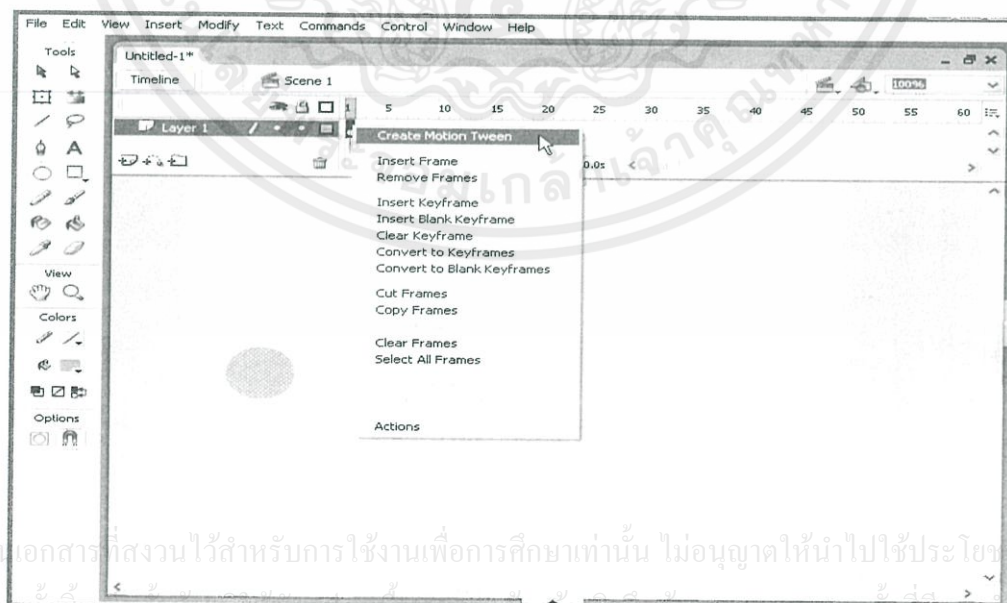 File Edit View Insert Modify Text Commands Control Window Help
Tools
Untitled-1*
Timeline
Scene 1
100%
1 5 10 15 20 25 30 35 40 45 50 55 60
Layer 1
Create Motion Tween
Insert Frame
Remove Frames
0.0s
Insert Keyframe
Insert Blank Keyframe
Clear Keyframe
Convert to Keyframes
Convert to Blank Keyframes
View
Cut Frames
Copy Frames
Colors
Clear Frames
Select All Frames
Options
Actions
เอกสารที่สงวนไว้สำหรับการใช้งานเพื่อการศึกษาเท่านั้น ไม่อนุญาตให้นำไปใช้ประโยช